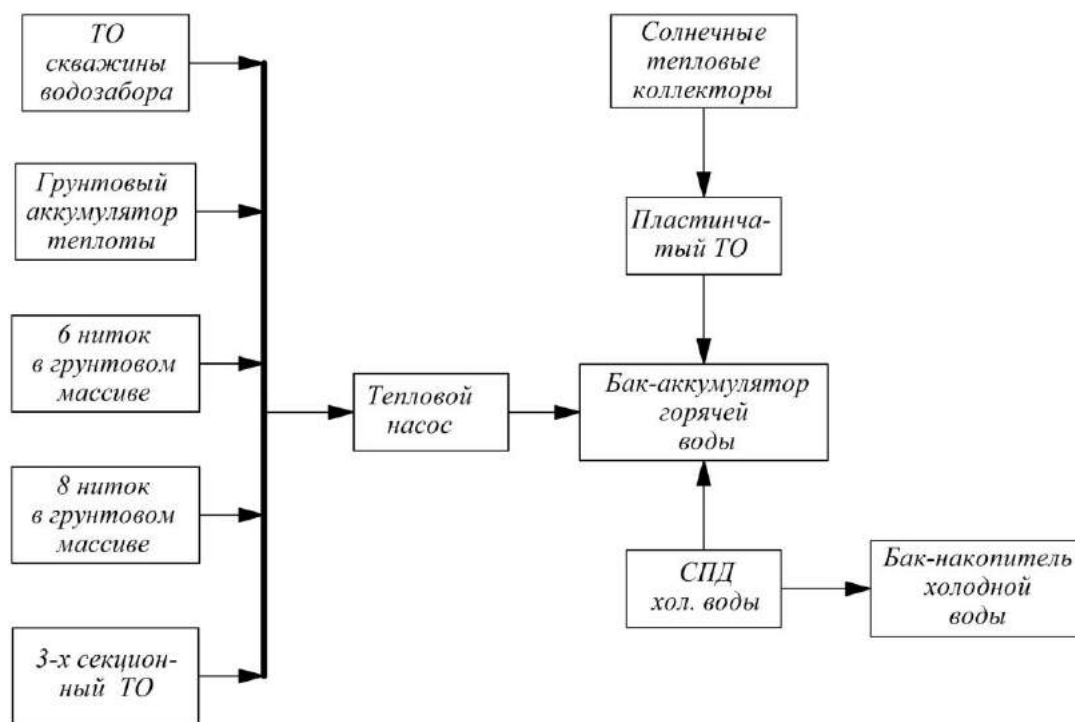 ТО
скважины
водозабора
Грунтовый
аккумулятор
теплоты
6 ниток
в грунтовом
массиве
8 ниток
в грунтовом
массиве
3-х секцион-
ный ТО
Тепловой
насос
Солнечные
тепловые
коллекторы
Пластинча-
тый ТО
Бак-аккумулятор
горячей
воды
СПД
хол. воды
Бак-накопитель
холодной
воды